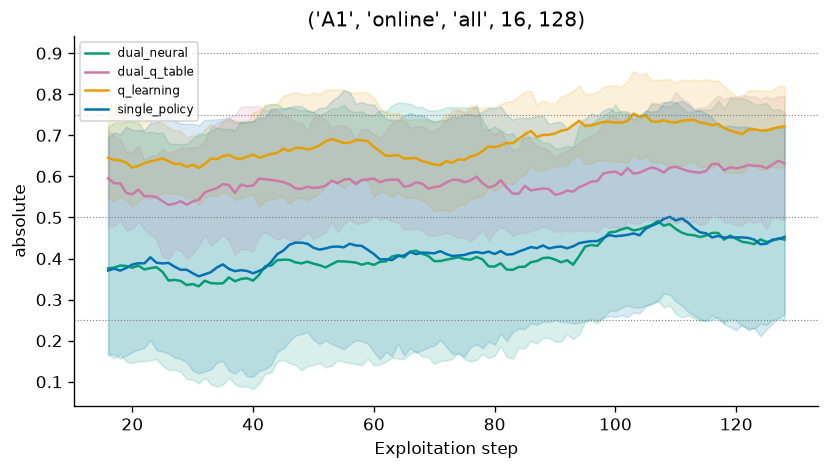 ('A1', 'online', 'all', 16, 128)
dual_neural
dual_q_table
q_learning
single_policy
absolute
0.9
0.8
0.7
0.6
0.5
0.4
0.3
0.2
0.1
20
40
60
80
100
120
Exploitation step